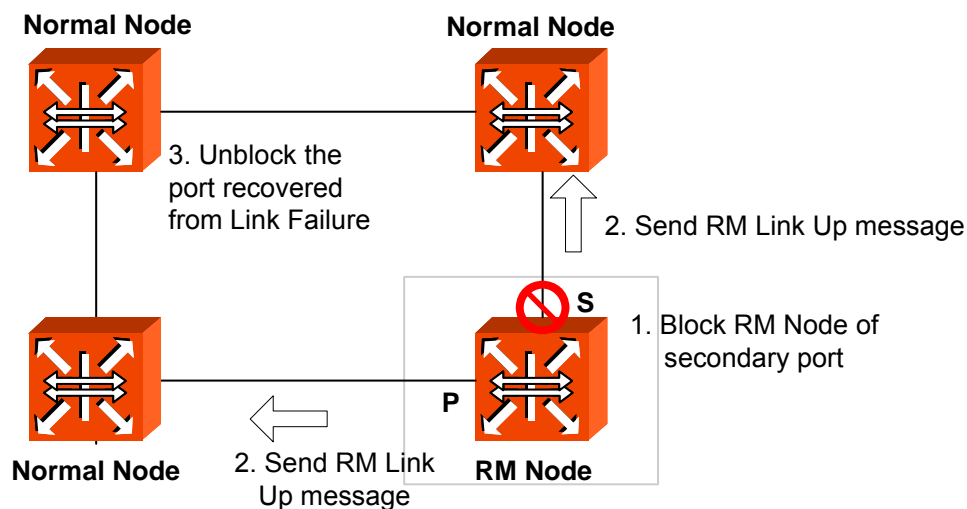 Normal Node
Normal Node
3. Unblock the
port recovered
from Link Failure
2. Send RM Link Up message
S
1. Block RM Node of
secondary port
P
Normal Node
2. Send RM Link
Up message
RM Node